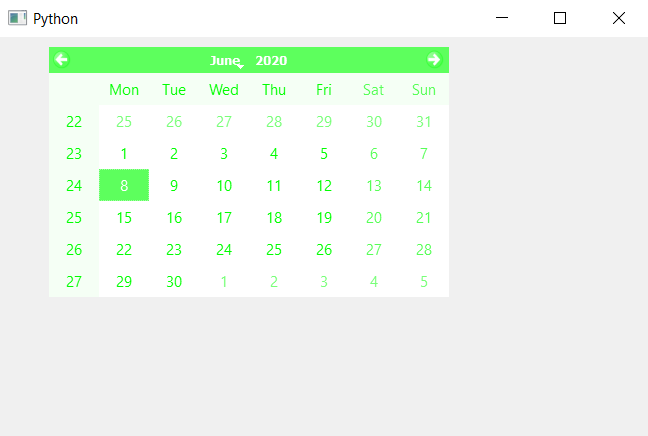 Python
June 2020
Mon Tue Wed Thu Fri Sat Sun
22 25 26 27 28 29 30 31
23 1 2 3 4 5 6 7
24 8 9 10 11 12 13 14
25 15 16 17 18 19 20 21
26 22 23 24 25 26 27 28
27 29 30 1 2 3 4 5